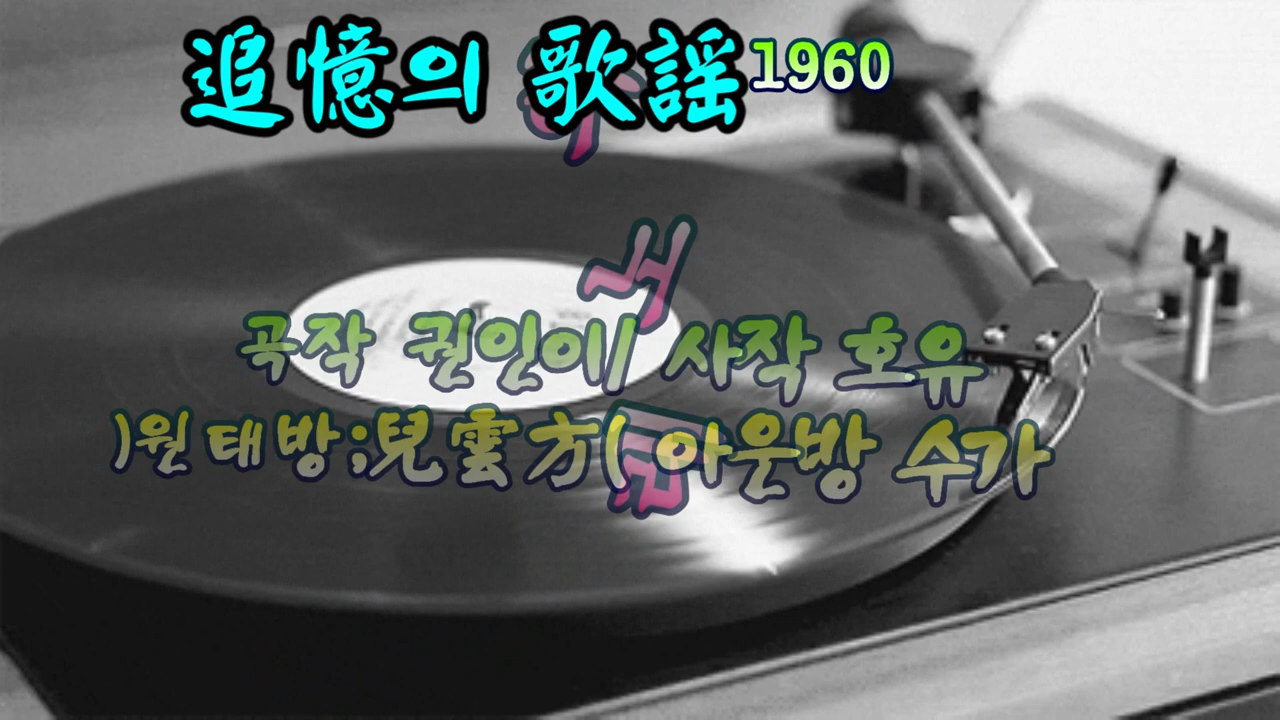 追憶의 歌謠 1960
곡작 권인이/ 사작 호유
)원태방;兒雲方( 아운방 수가